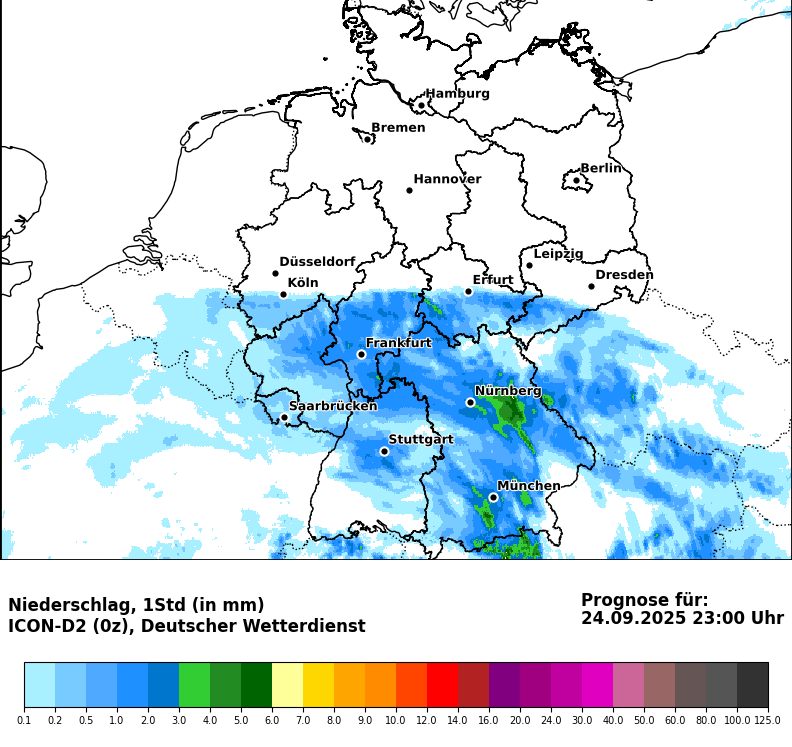 Hamburg
Bremen
Berlin
Hannover
Leipzig
Düsseldorf
Dresden
Köln
Erfurt
Frankfurt
Nürnberg
Saarbrücken
Stuttgart
München
Niederschlag, 1Std (in mm)
ICON-D2 (0z), Deutscher Wetterdienst
Prognose für:
24.09.2025 23:00 Uhr
0.1 0.2 0.5 1.0 2.0 3.0 4.0 5.0 6.0 7.0 8.0 9.0 10.0 12.0 14.0 16.0 20.0 24.0 30.0 40.0 50.0 60.0 80.0 100.0 125.0